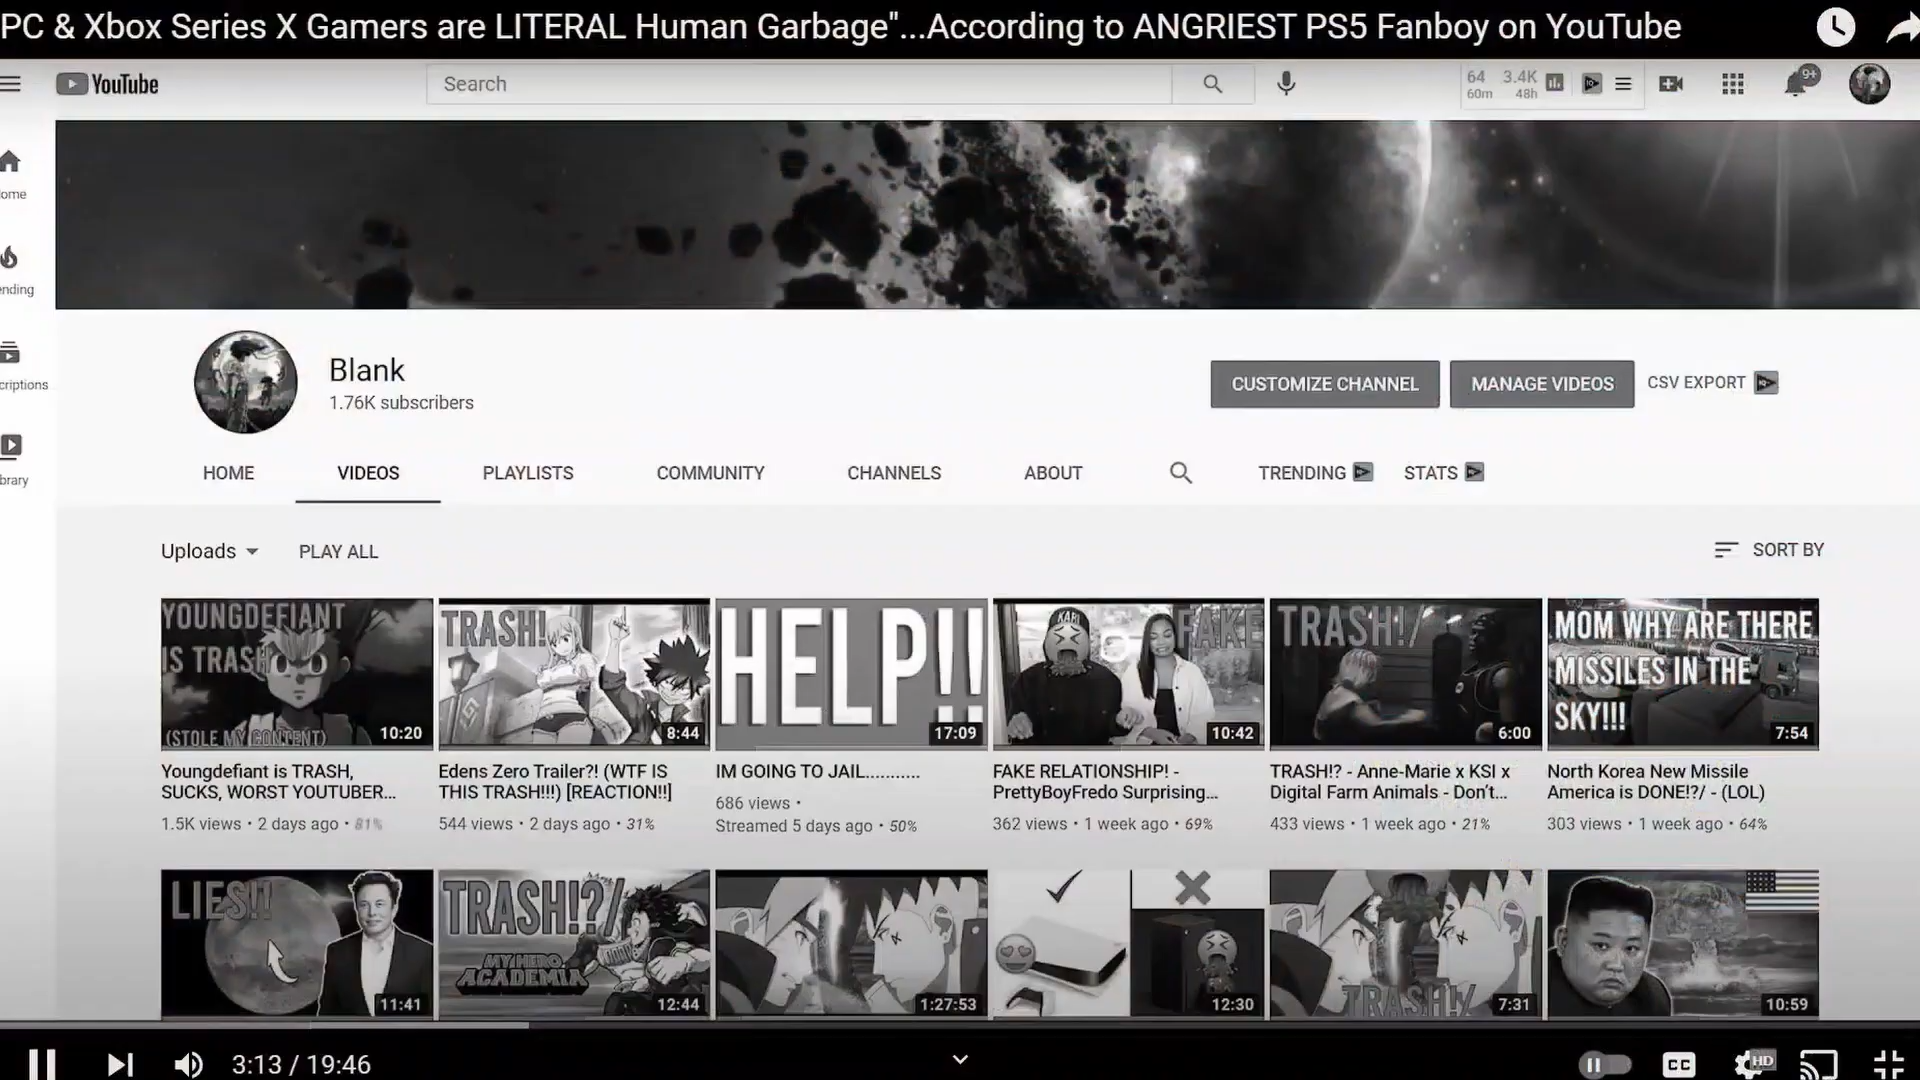 PC & Xbox Series X Gamers are LITERAL Human Garbage"...According to ANGRIEST PS5 Fanboy on YouTube
YouTube
Search
64
60m
3.4K
48h
9+
ome
ending
criptions
brary
Blank
1.76K subscribers
CUSTOMIZE CHANNEL
MANAGE VIDEOS
CSV EXPORT
HOME
VIDEOS
PLAYLISTS
COMMUNITY
CHANNELS
ABOUT
TRENDING
STATS
Uploads
PLAY ALL
SORT BY
YOUNGDEFIANT
IS TRASH
(STOLE MY CONTENT)
10:20
TRASH!
8:44
HELP!!
17:09
KARL
FAKE
10:42
TRASH!/
6:00
MOM WHY ARE THERE
MISSILES IN THE
SKY!!!
7:54
Youngdefiant is TRASH,
SUCKS, WORST YOUTUBER...
1.5K views • 2 days ago • 81%
Edens Zero Trailer?! (WTF IS
THIS TRASH!!!) [REACTION!!]
544 views • 2 days ago • 31%
IM GOING TO JAIL...........
686 views •
Streamed 5 days ago • 50%
FAKE RELATIONSHIP! -
PrettyBoyFredo Surprising...
362 views • 1 week ago • 69%
TRASH!? - Anne-Marie x KSI x
Digital Farm Animals - Don't...
433 views • 1 week ago • 21%
North Korea New Missile
America is DONE!?/ - (LOL)
303 views • 1 week ago • 64%
LIES!!
11:41
TRASH!?/
MY HERO
ACADEMIA
12:44
1:27:53
12:30
TRASH!/
7:31
10:59
3:13 / 19:46
CC
HD